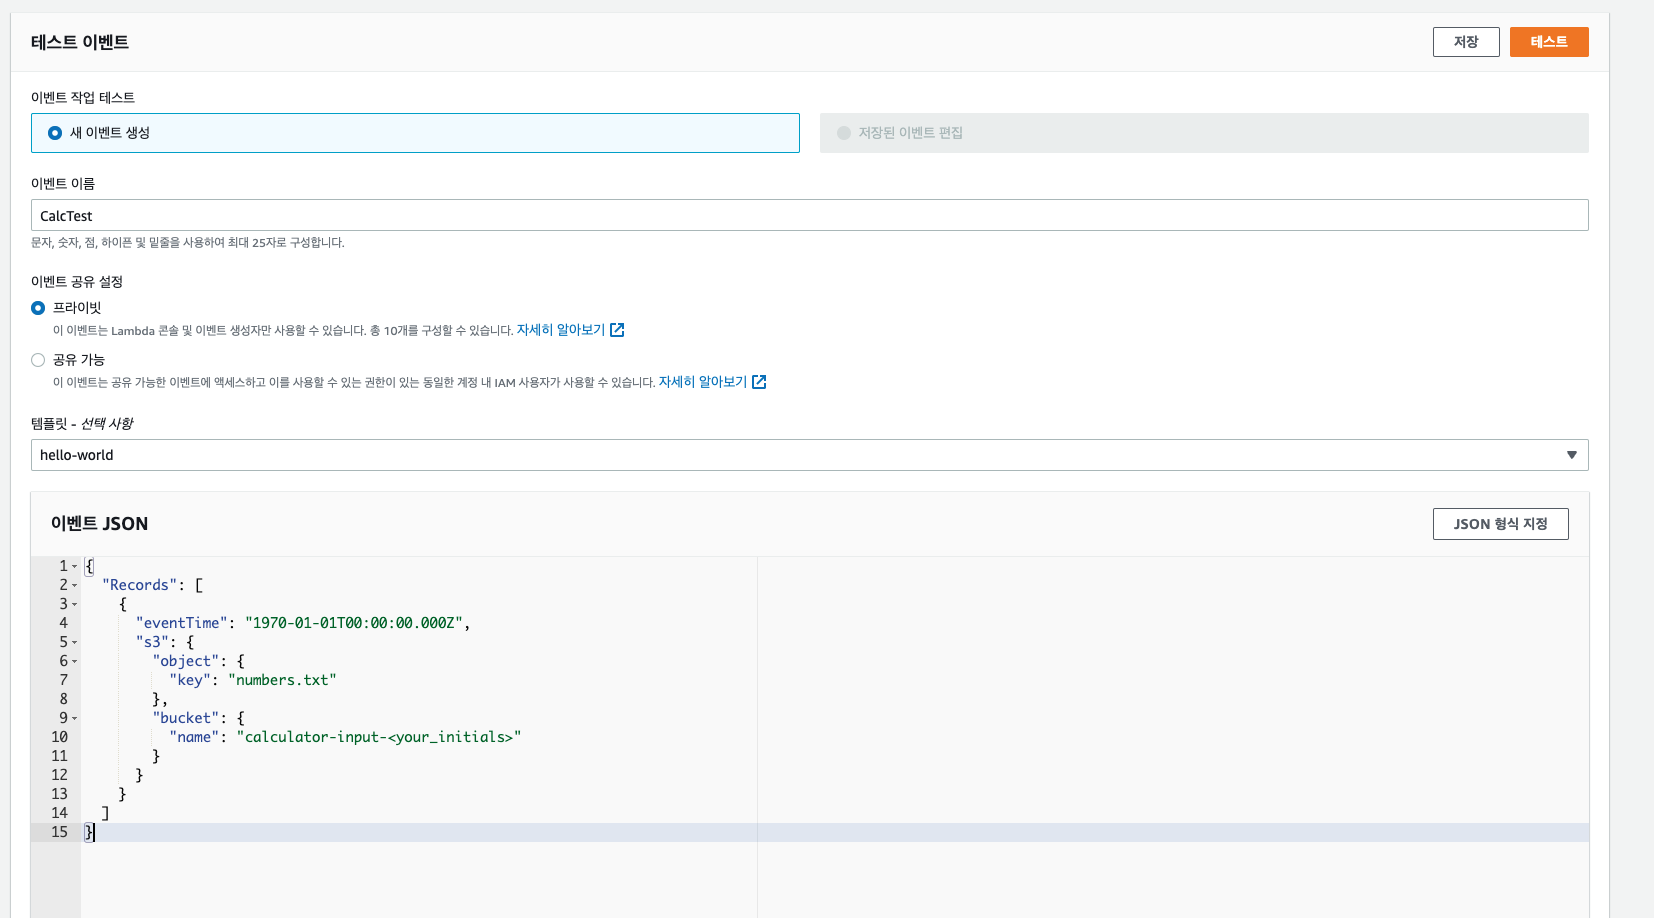 테스트 이벤트
저장
테스트
이벤트 작업 테스트
새 이벤트 생성
저장된 이벤트 편집
이벤트 이름
CalcTest
문자, 숫자, 점, 하이픈 및 밑줄을 사용하여 최대 25자로 구성합니다.
이벤트 공유 설정
프라이빗
이 이벤트는 Lambda 콘솔 및 이벤트 생성자만 사용할 수 있습니다. 총 10개를 구성할 수 있습니다. 자세히 알아보기
공유 가능
이 이벤트는 공유 가능한 이벤트에 액세스하고 이를 사용할 수 있는 권한이 있는 동일한 계정 내 IAM 사용자가 사용할 수 있습니다. 자세히 알아보기
템플릿 - 선택 사항
hello-world
이벤트 JSON
JSON 형식 지정
1 {
2 "Records": [
3 {
4 "eventTime": "1970-01-01T00:00:00.000Z",
5 "s3": {
6 "object": {
7 "key": "numbers.txt"
8 },
9 "bucket": {
10 "name": "calculator-input-<your_initials>"
11 }
12 }
13 }
14 ]
15 }